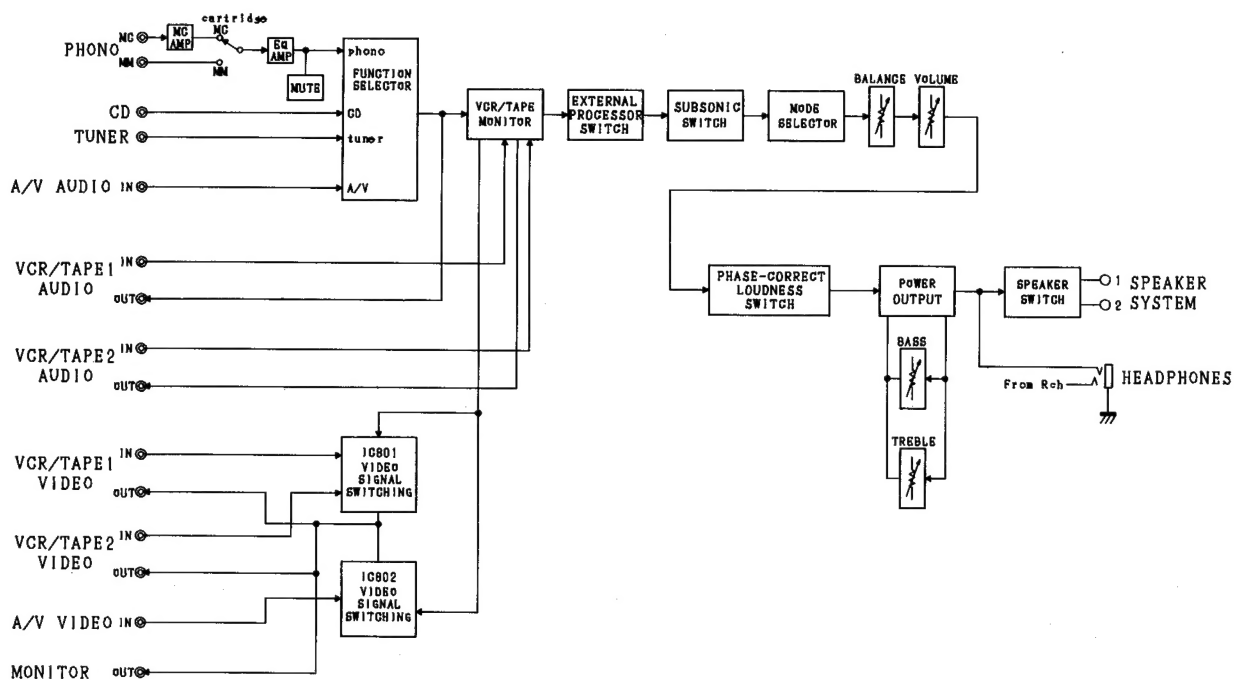 cartridge
PHONO
MC
MC
AMP
MC
MM
MM
EQ
AMP
MUTE
phono
FUNCTION
SELECTOR
CD
CD
TUNER
tuner
A/V AUDIO IN
A/V
VCR/TAPE
MONITOR
EXTERNAL
PROCESSOR
SWITCH
SUBSONIC
SWITCH
MODE
SELECTOR
BALANCE
VOLUME
VCR/TAPE1
AUDIO
IN
OUT
PHASE-CORRECT
LOUDNESS
SWITCH
POWER
OUTPUT
SPEAKER
SWITCH
1
2
SPEAKER
SYSTEM
VCR/TAPE2
AUDIO
IN
OUT
BASS
From Rch
HEADPHONES
TREBLE
VCR/TAPE1
VIDEO
IN
OUT
IC801
VIDEO
SIGNAL
SWITCHING
VCR/TAPE2
VIDEO
IN
OUT
IC802
VIDEO
SIGNAL
SWITCHING
A/V VIDEO IN
MONITOR OUT